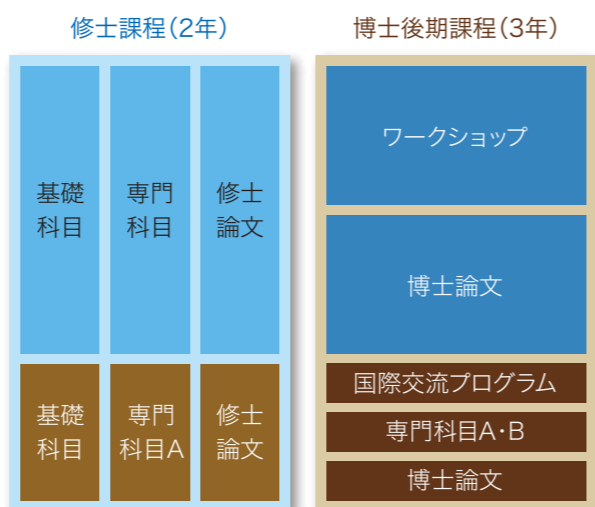 修士課程(2年)
基礎
科目
専門
科目
修士
論文
基礎
科目
専門
科目A
修士
論文
博士後期課程(3年)
ワークショップ
博士論文
国際交流プログラム
専門科目A・B
博士論文